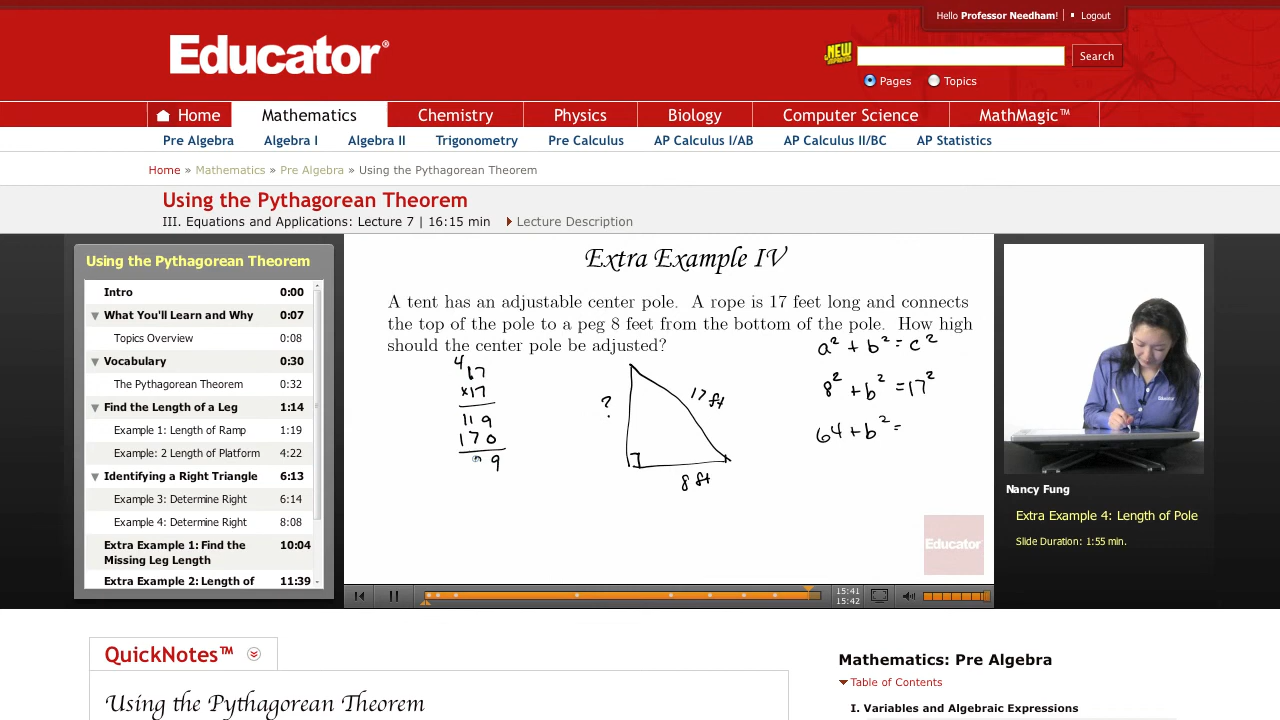 Hello Professor Needham! Logout
Educator®
NEW
Search
Pages Topics
Home Mathematics Chemistry Physics Biology Computer Science MathMagic™
Pre Algebra Algebra I Algebra II Trigonometry Pre Calculus AP Calculus I/AB AP Calculus II/BC AP Statistics
Home » Mathematics » Pre Algebra » Using the Pythagorean Theorem
Using the Pythagorean Theorem
III. Equations and Applications: Lecture 7 | 16:15 min Lecture Description
Using the Pythagorean Theorem
Intro 0:00
What You'll Learn and Why 0:07
Topics Overview 0:08
Vocabulary 0:30
The Pythagorean Theorem 0:32
Find the Length of a Leg 1:14
Example 1: Length of Ramp 1:19
Example: 2 Length of Platform 4:22
Identifying a Right Triangle 6:13
Example 3: Determine Right 6:14
Example 4: Determine Right 8:08
Extra Example 1: Find the 10:04
Missing Leg Length
Extra Example 2: Length of 11:39
Extra Example IV
A tent has an adjustable center pole. A rope is 17 feet long and connects
the top of the pole to a peg 8 feet from the bottom of the pole. How high
should the center pole be adjusted?
4
17
×17
119
170
9
?
17 ft
8 ft
a² + b² = c²
8² + b² = 17²
64 + b² =
Educator
15:41
15:42
Nancy Fung
Extra Example 4: Length of Pole
Slide Duration: 1:55 min.
QuickNotes™
Using the Pythagorean Theorem
Mathematics: Pre Algebra
Table of Contents
I. Variables and Algebraic Expressions